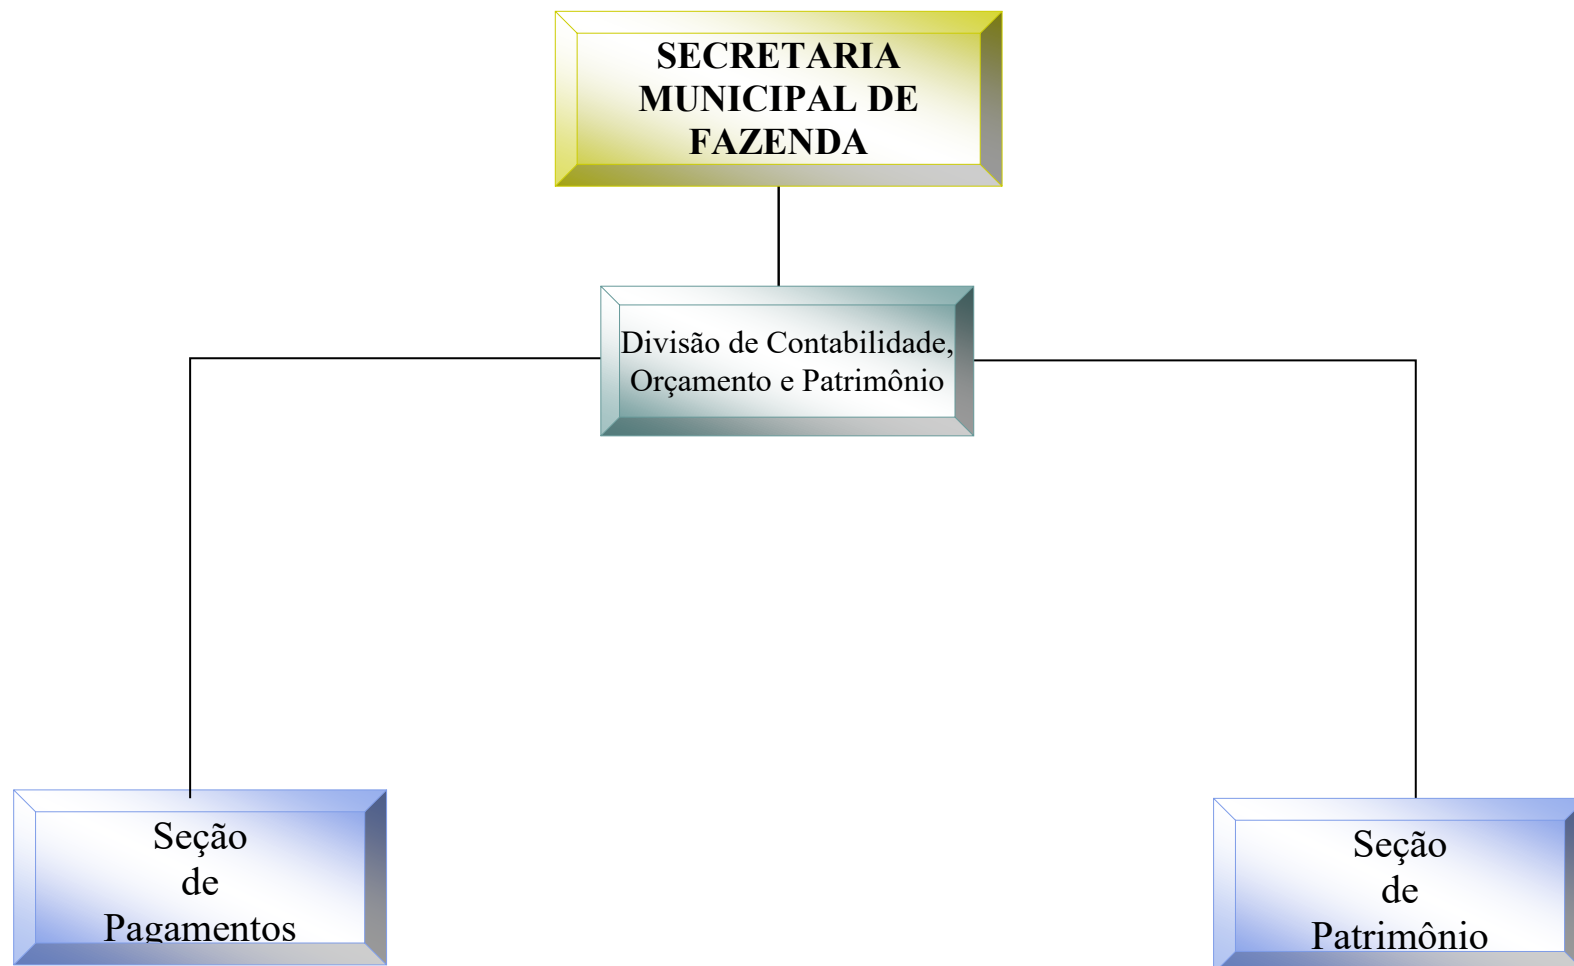 SECRETARIA
MUNICIPAL DE
FAZENDA
Divisão de Contabilidade,
Orçamento e Patrimônio
Seção
de
Pagamentos
Seção
de
Patrimônio